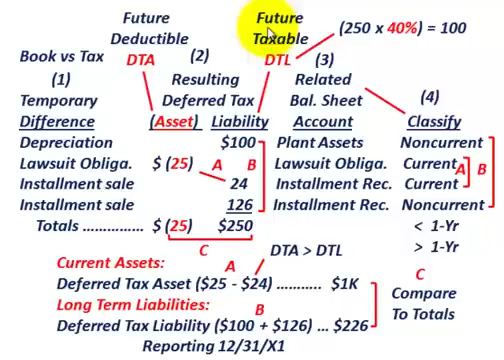 Future Future
Deductible Taxable (250 x 40%) = 100
Book vs Tax DTA (2) DTL (3)
(1) Resulting Related
Temporary Deferred Tax Bal. Sheet (4)
Difference (Asset) Liability Account Classify
Depreciation $100 Plant Assets Noncurrent
Lawsuit Obliga. $ (25) A B Lawsuit Obliga. Current A B
Installment sale 24 Installment Rec. Current
Installment sale 126 Installment Rec. Noncurrent
Totals ............... $ (25) $250 < 1-Yr
C DTA > DTL > 1-Yr
Current Assets: A C
Deferred Tax Asset ($25 - $24) ........... $1K Compare
Long Term Liabilities: B To Totals
Deferred Tax Liability ($100 + $126) ... $226
Reporting 12/31/X1